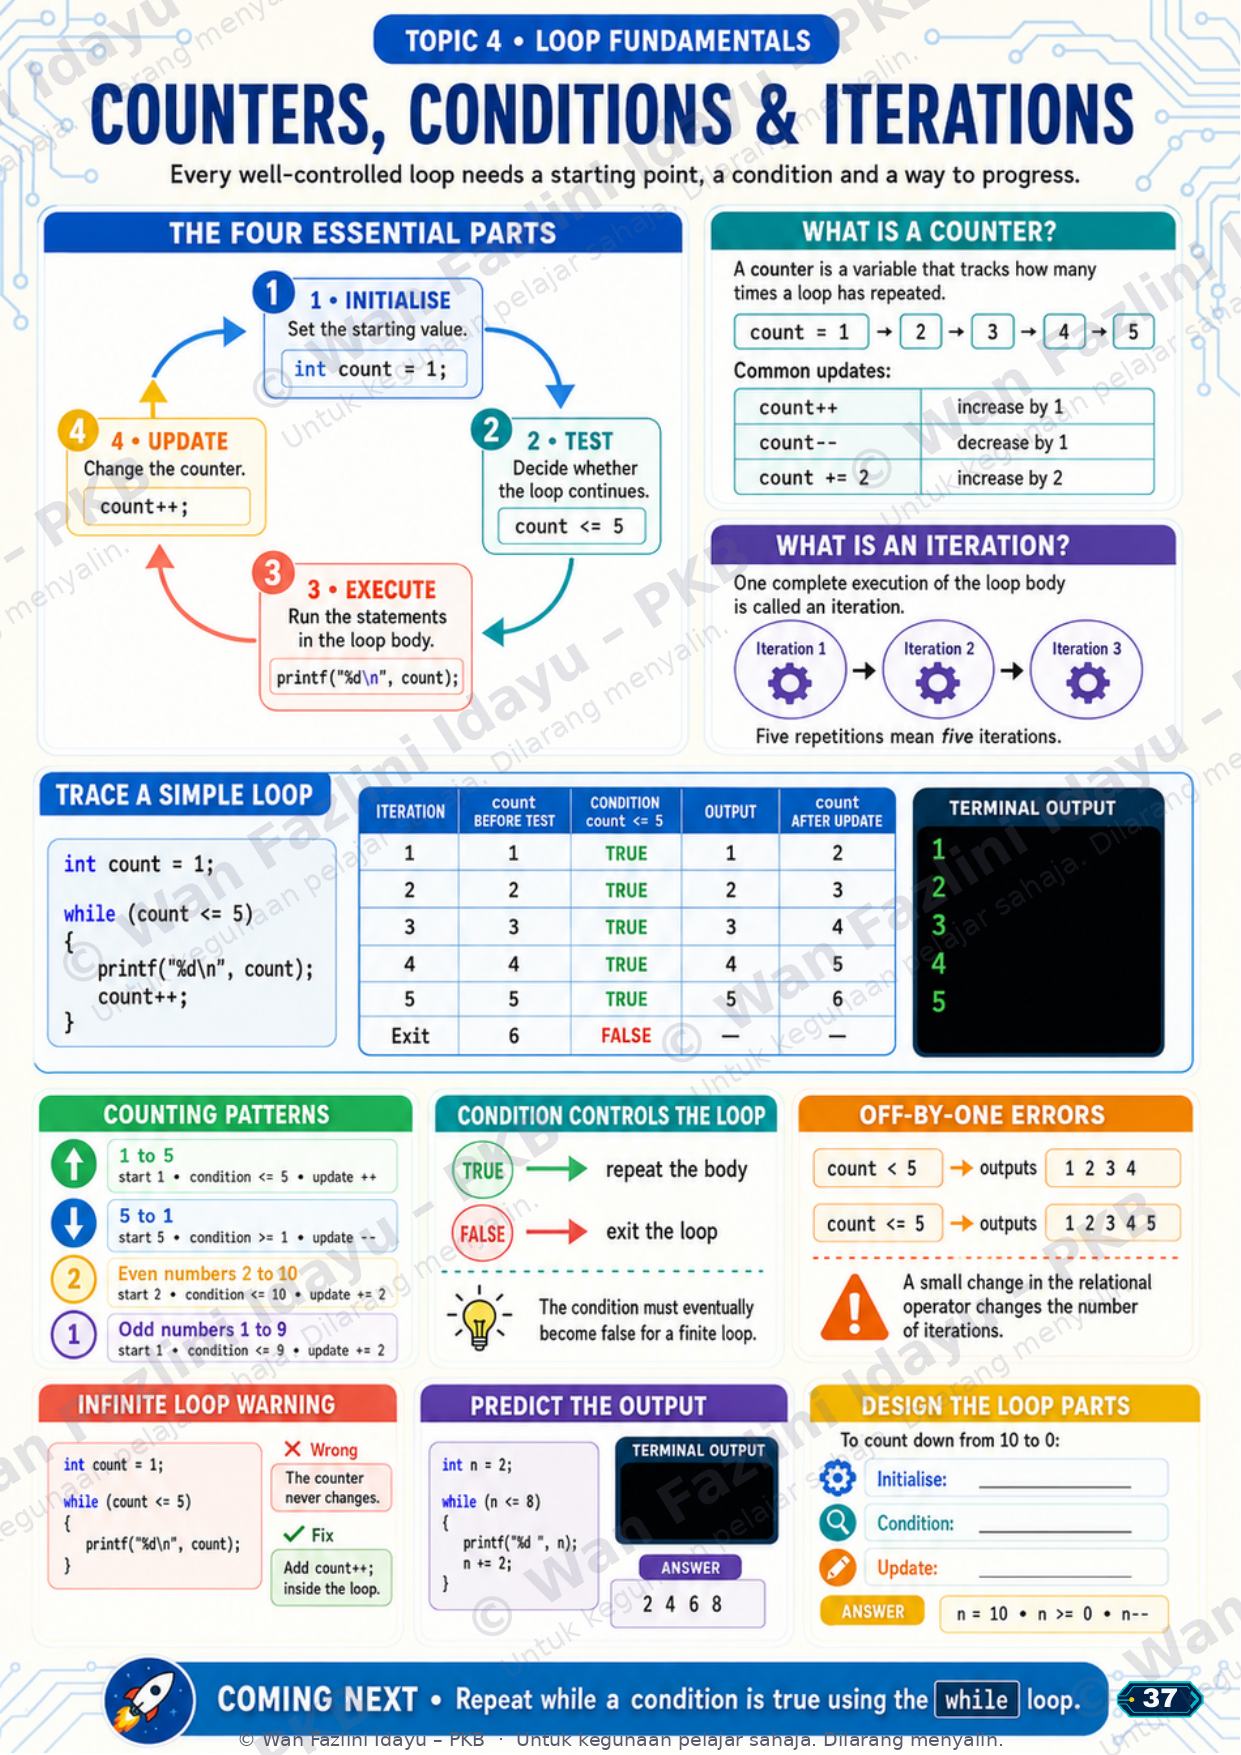 TOPIC 4 • LOOP FUNDAMENTALS
COUNTERS, CONDITIONS & ITERATIONS
Every well-controlled loop needs a starting point, a condition and a way to progress.
THE FOUR ESSENTIAL PARTS
1
1 • INITIALISE
Set the starting value.
int count = 1;
2
2 • TEST
Decide whether
the loop continues.
count <= 5
3
3 • EXECUTE
Run the statements
in the loop body.
printf("%d\n", count);
4
4 • UPDATE
Change the counter.
count++;
WHAT IS A COUNTER?
A counter is a variable that tracks how many
times a loop has repeated.
count = 1 → 2 → 3 → 4 → 5
Common updates:
count++ increase by 1
count-- decrease by 1
count += 2 increase by 2
WHAT IS AN ITERATION?
One complete execution of the loop body
is called an iteration.
Iteration 1 → Iteration 2 → Iteration 3
Five repetitions mean five iterations.
TRACE A SIMPLE LOOP
int count = 1;
while (count <= 5)
{
printf("%d\n", count);
count++;
}
ITERATION | count BEFORE TEST | CONDITION count <= 5 | OUTPUT | count AFTER UPDATE
1 1 TRUE 1 2
2 2 TRUE 2 3
3 3 TRUE 3 4
4 4 TRUE 4 5
5 5 TRUE 5 6
Exit 6 FALSE — —
TERMINAL OUTPUT
1
2
3
4
5
COUNTING PATTERNS
1 to 5
start 1 • condition <= 5 • update ++
5 to 1
start 5 • condition >= 1 • update --
2
Even numbers 2 to 10
start 2 • condition <= 10 • update += 2
1
Odd numbers 1 to 9
start 1 • condition <= 9 • update += 2
CONDITION CONTROLS THE LOOP
TRUE → repeat the body
FALSE → exit the loop
The condition must eventually
become false for a finite loop.
OFF-BY-ONE ERRORS
count < 5 → outputs 1 2 3 4
count <= 5 → outputs 1 2 3 4 5
A small change in the relational
operator changes the number
of iterations.
INFINITE LOOP WARNING
int count = 1;
while (count <= 5)
{
printf("%d\n", count);
}
Wrong
The counter
never changes.
Fix
Add count++;
inside the loop.
PREDICT THE OUTPUT
int n = 2;
while (n <= 8)
{
printf("%d ", n);
n += 2;
}
TERMINAL OUTPUT
ANSWER
2 4 6 8
DESIGN THE LOOP PARTS
To count down from 10 to 0:
Initialise:
Condition:
Update:
ANSWER
n = 10 • n >= 0 • n--
COMING NEXT • Repeat while a condition is true using the while loop.
37
© Wan Fazlini Idayu – PKB · Untuk kegunaan pelajar sahaja. Dilarang menyalin.